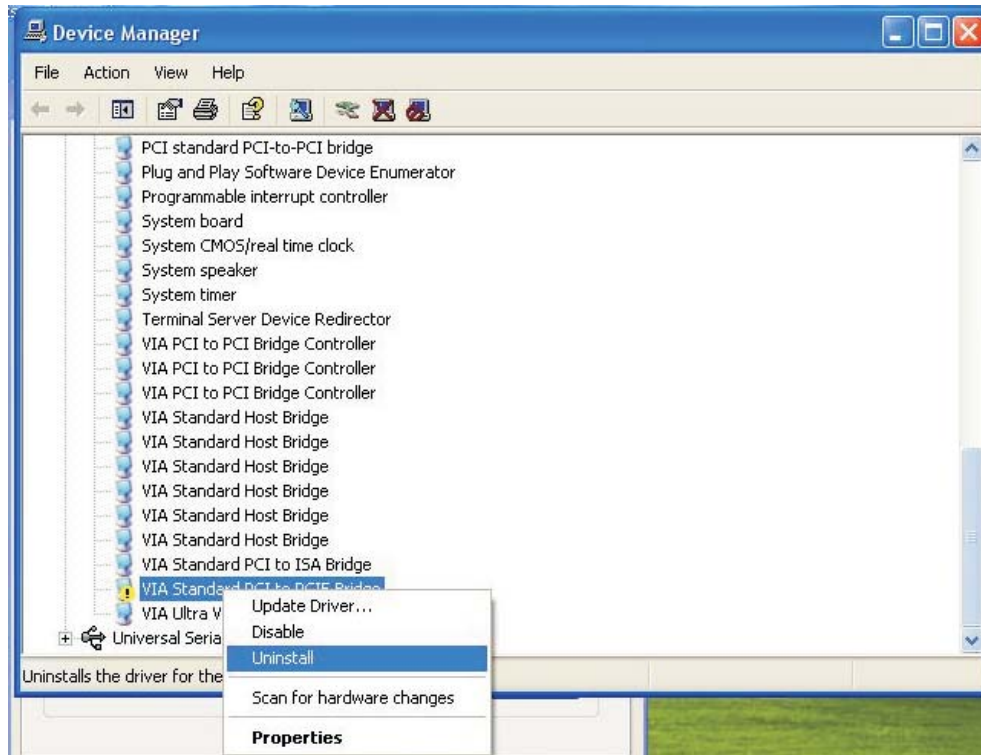 Device Manager
File Action View Help
PCI standard PCI-to-PCI bridge
Plug and Play Software Device Enumerator
Programmable interrupt controller
System board
System CMOS/real time clock
System speaker
System timer
Terminal Server Device Redirector
VIA PCI to PCI Bridge Controller
VIA PCI to PCI Bridge Controller
VIA PCI to PCI Bridge Controller
VIA Standard Host Bridge
VIA Standard Host Bridge
VIA Standard Host Bridge
VIA Standard Host Bridge
VIA Standard Host Bridge
VIA Standard Host Bridge
VIA Standard PCI to ISA Bridge
VIA Standard PCI to PCIE Bridge
VIA Ultra V
Universal Seria
Uninstalls the driver for the
Update Driver...
Disable
Uninstall
Scan for hardware changes
Properties